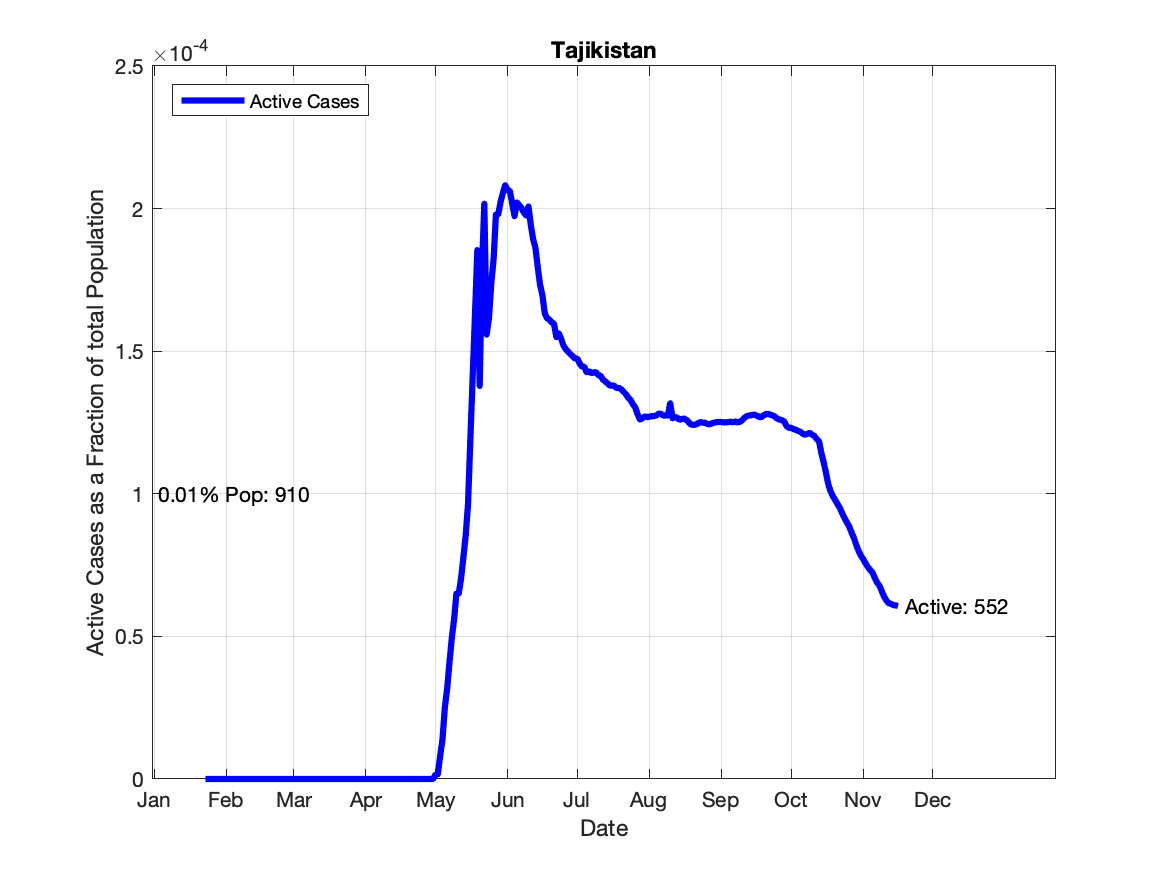 Tajikistan
×10-4
Active Cases
2.5
2
1.5
1
0.5
0
Active Cases as a Fraction of total Population
0.01% Pop: 910
Active: 552
Jan Feb Mar Apr May Jun Jul Aug Sep Oct Nov Dec
Date